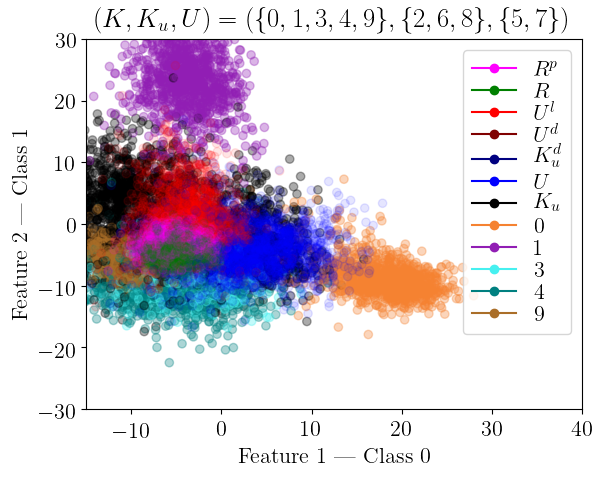 (K, K_u, U) = ({0, 1, 3, 4, 9}, {2, 6, 8}, {5, 7})
30
20
10
0
−10
−20
−30
Feature 2 — Class 1
R^p
R
U^l
U^d
K_u^d
U
K_u
0
1
3
4
9
−10
0
10
20
30
40
Feature 1 — Class 0